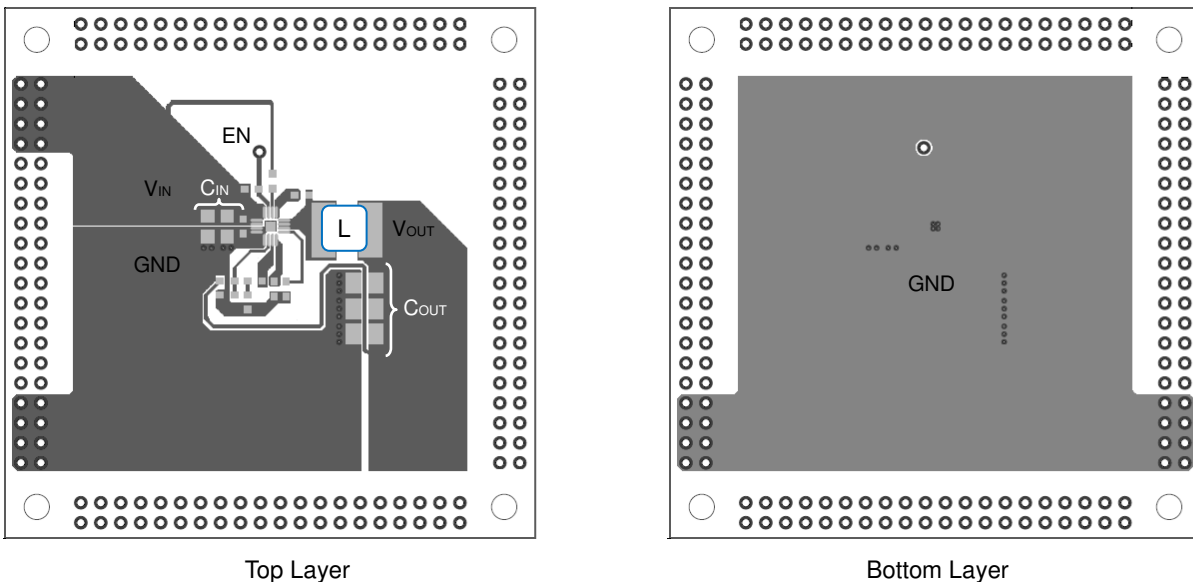 EN
VIN
CIN
L
VOUT
GND
COUT
GND
Top Layer
Bottom Layer